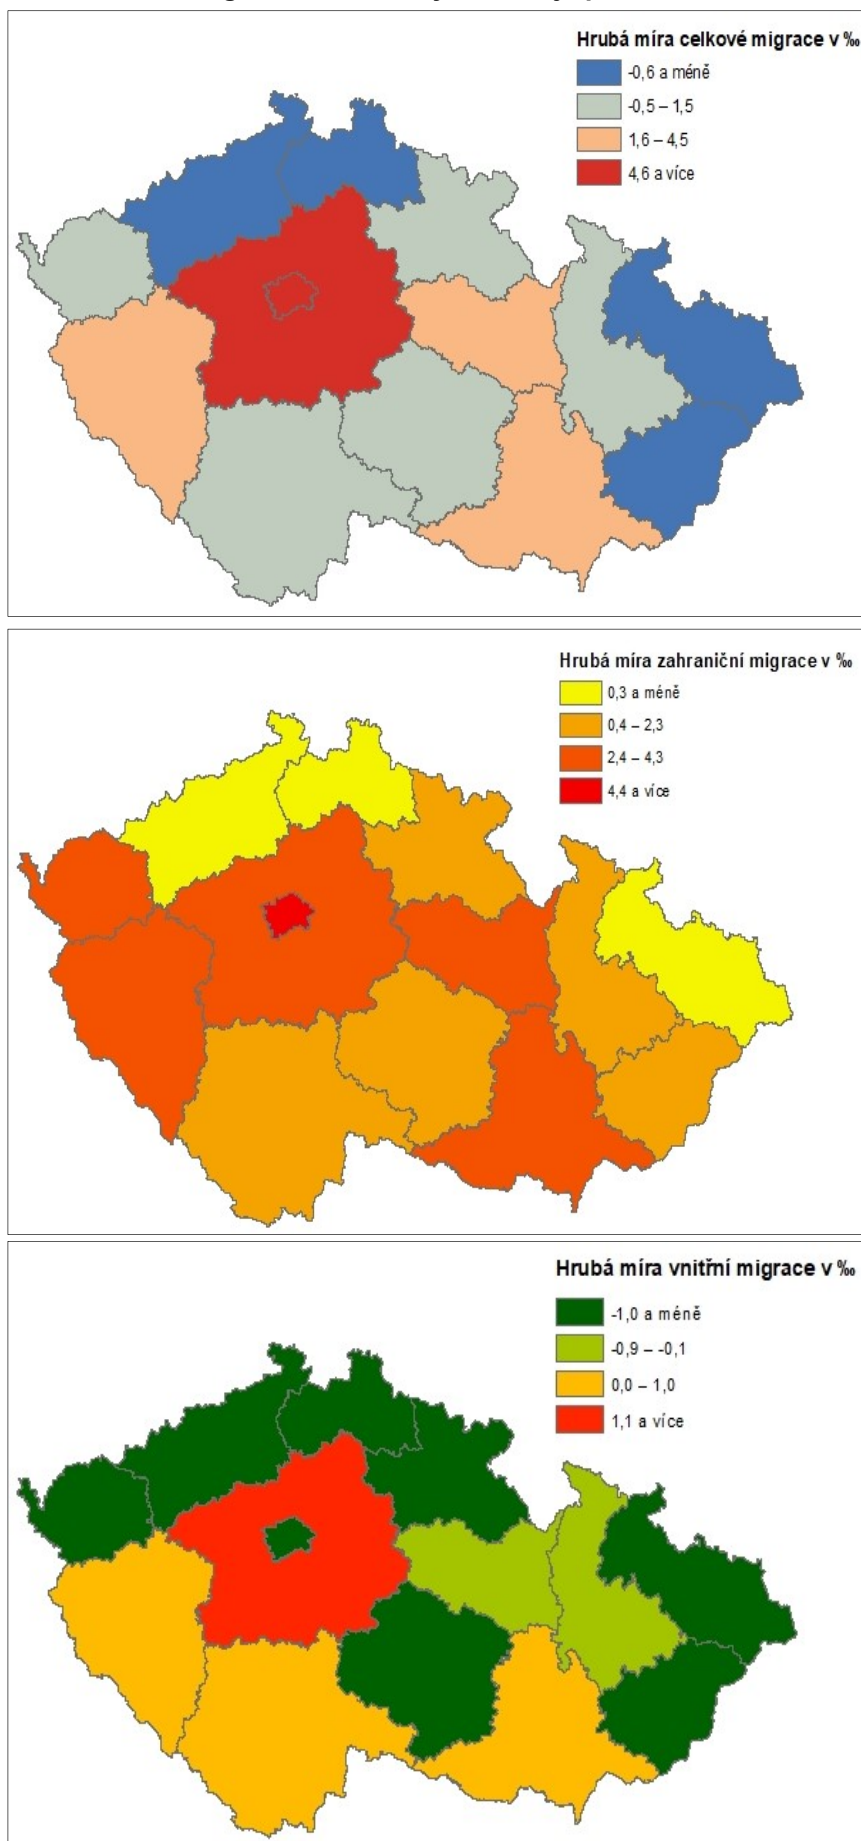 Hrubá míra celkové migrace v ‰
-0,6 a méně
-0,5 – 1,5
1,6 – 4,5
4,6 a více
Hrubá míra zahraniční migrace v ‰
0,3 a méně
0,4 – 2,3
2,4 – 4,3
4,4 a více
Hrubá míra vnitřní migrace v ‰
-1,0 a méně
-0,9 – -0,1
0,0 – 1,0
1,1 a více